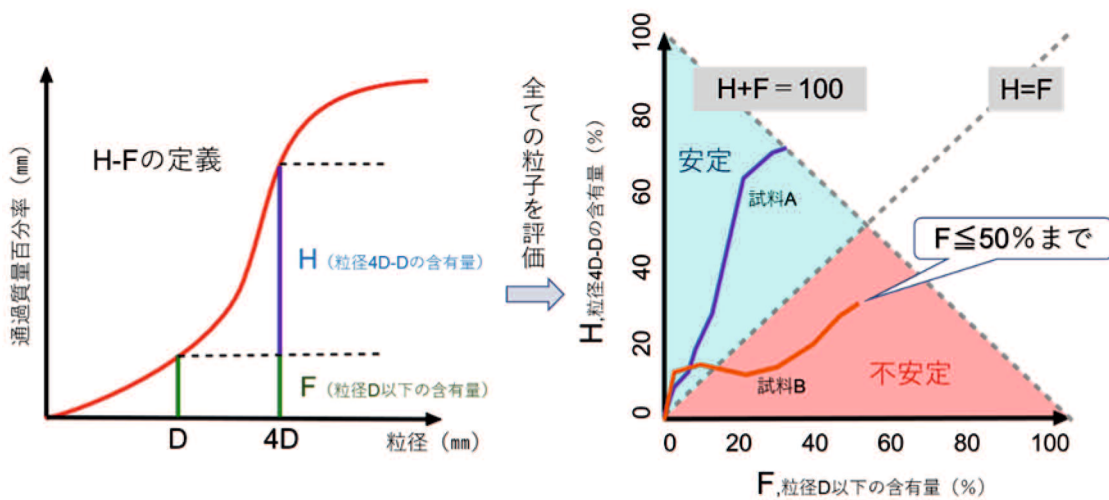 通過質量百分率（mm）
H-Fの定義
H（粒径4D-Dの含有量）
F（粒径D以下の含有量）
D
4D
粒径（mm）
全ての粒子を評価
H,粒径4D-Dの含有量（%）
100
80
60
40
20
0
H+F＝100
H=F
安定
試料A
F≦50%まで
不安定
試料B
0
20
40
60
80
100
F,粒径D以下の含有量（%）